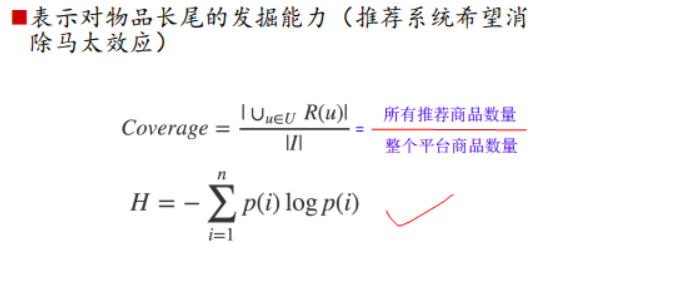 ■表示对物品长尾的发掘能力（推荐系统希望消
除马太效应）
Coverage = |∪_{u∈U} R(u)| / |I| = 所有推荐商品数量 / 整个平台商品数量
H = −∑_{i=1}^{n} p(i) log p(i)